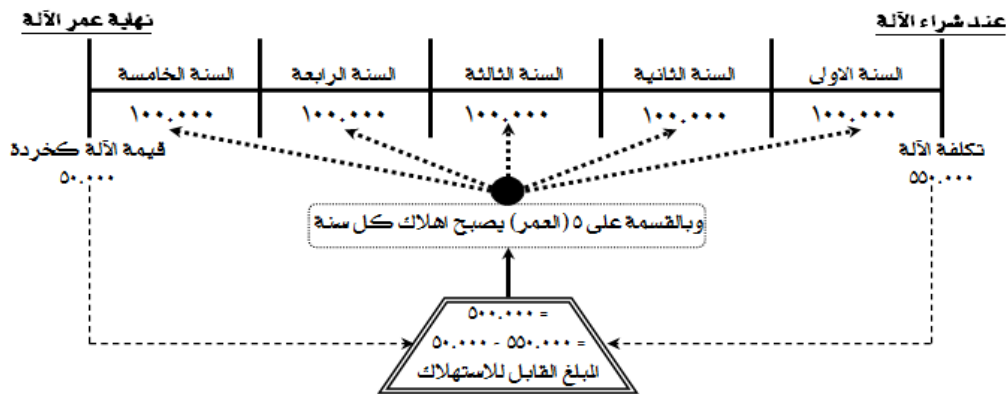 عند شراء الآلة
نهاية عمر الآلة
السنة الاولى
السنة الثانية
السنة الثالثة
السنة الرابعة
السنة الخامسة
١٠٠.٠٠٠
١٠٠.٠٠٠
١٠٠.٠٠٠
١٠٠.٠٠٠
١٠٠.٠٠٠
تكلفة الآلة
٥٥٠.٠٠٠
قيمة الآلة كخردة
٥٠.٠٠٠
وبالقسمة على ٥ (العمر) يصبح اهلاك كل سنة
= ٥٠٠.٠٠٠
= ٥٥٠.٠٠٠ - ٥٠.٠٠٠
المبلغ القابل للاستهلاك